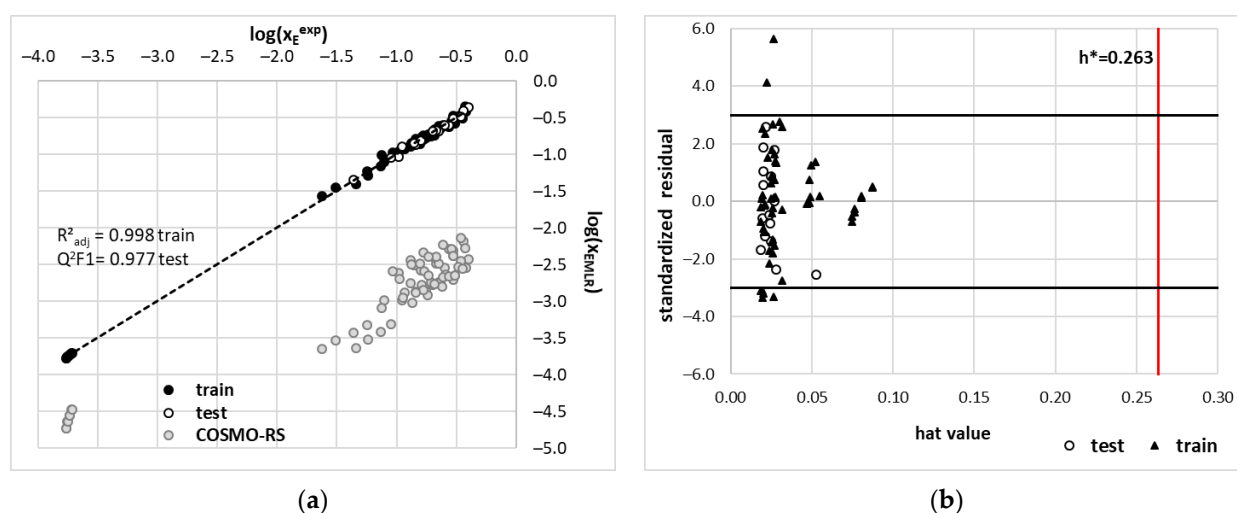 log(xEexp)
−4.0 −3.5 −3.0 −2.5 −2.0 −1.5 −1.0 −0.5 0.0
0.0
−0.5
−1.0
−1.5
−2.0
−2.5
−3.0
−3.5
−4.0
−4.5
−5.0
log(xEMLR)
R²adj = 0.998 train
Q²F1= 0.977 test
train
test
COSMO-RS
(a)
6.0
4.0
2.0
0.0
−2.0
−4.0
−6.0
standardized residual
h*=0.263
0.00 0.05 0.10 0.15 0.20 0.25 0.30
hat value
test train
(b)